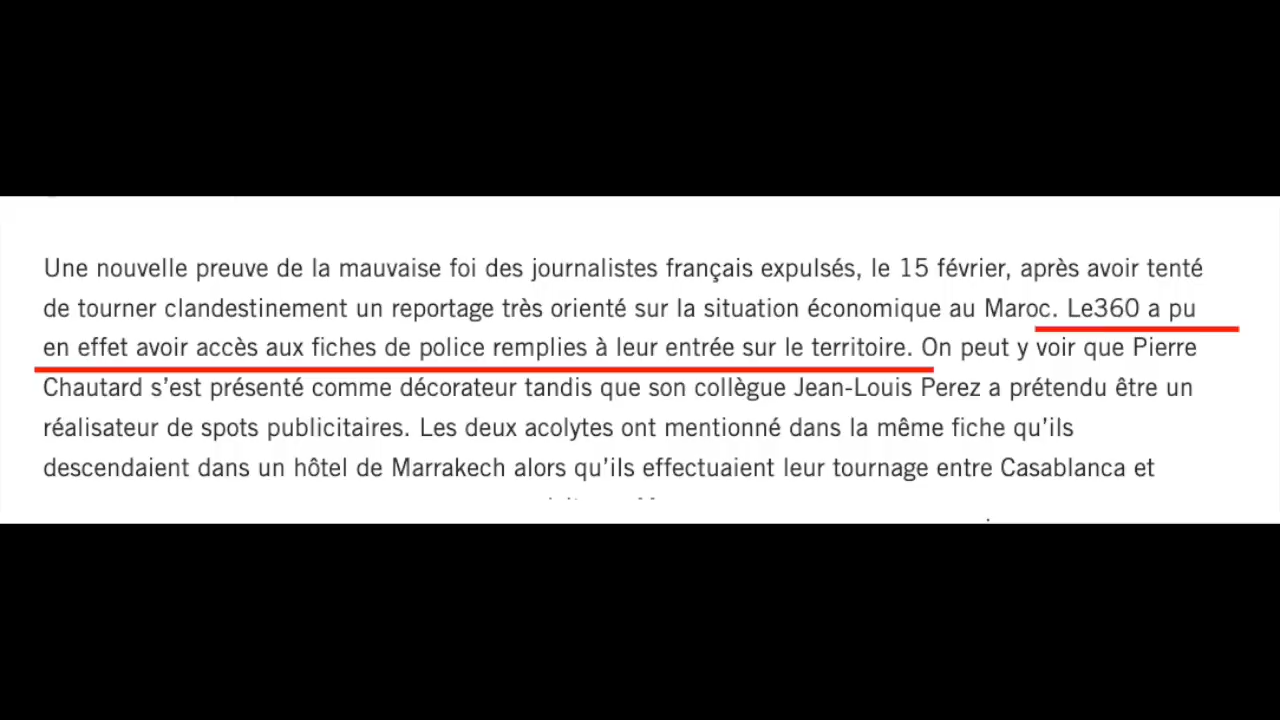 Une nouvelle preuve de la mauvaise foi des journalistes français expulsés, le 15 février, après avoir tenté
de tourner clandestinement un reportage très orienté sur la situation économique au Maroc. Le360 a pu
en effet avoir accès aux fiches de police remplies à leur entrée sur le territoire. On peut y voir que Pierre
Chautard s’est présenté comme décorateur tandis que son collègue Jean-Louis Perez a prétendu être un
réalisateur de spots publicitaires. Les deux acolytes ont mentionné dans la même fiche qu’ils
descendaient dans un hôtel de Marrakech alors qu’ils effectuaient leur tournage entre Casablanca et